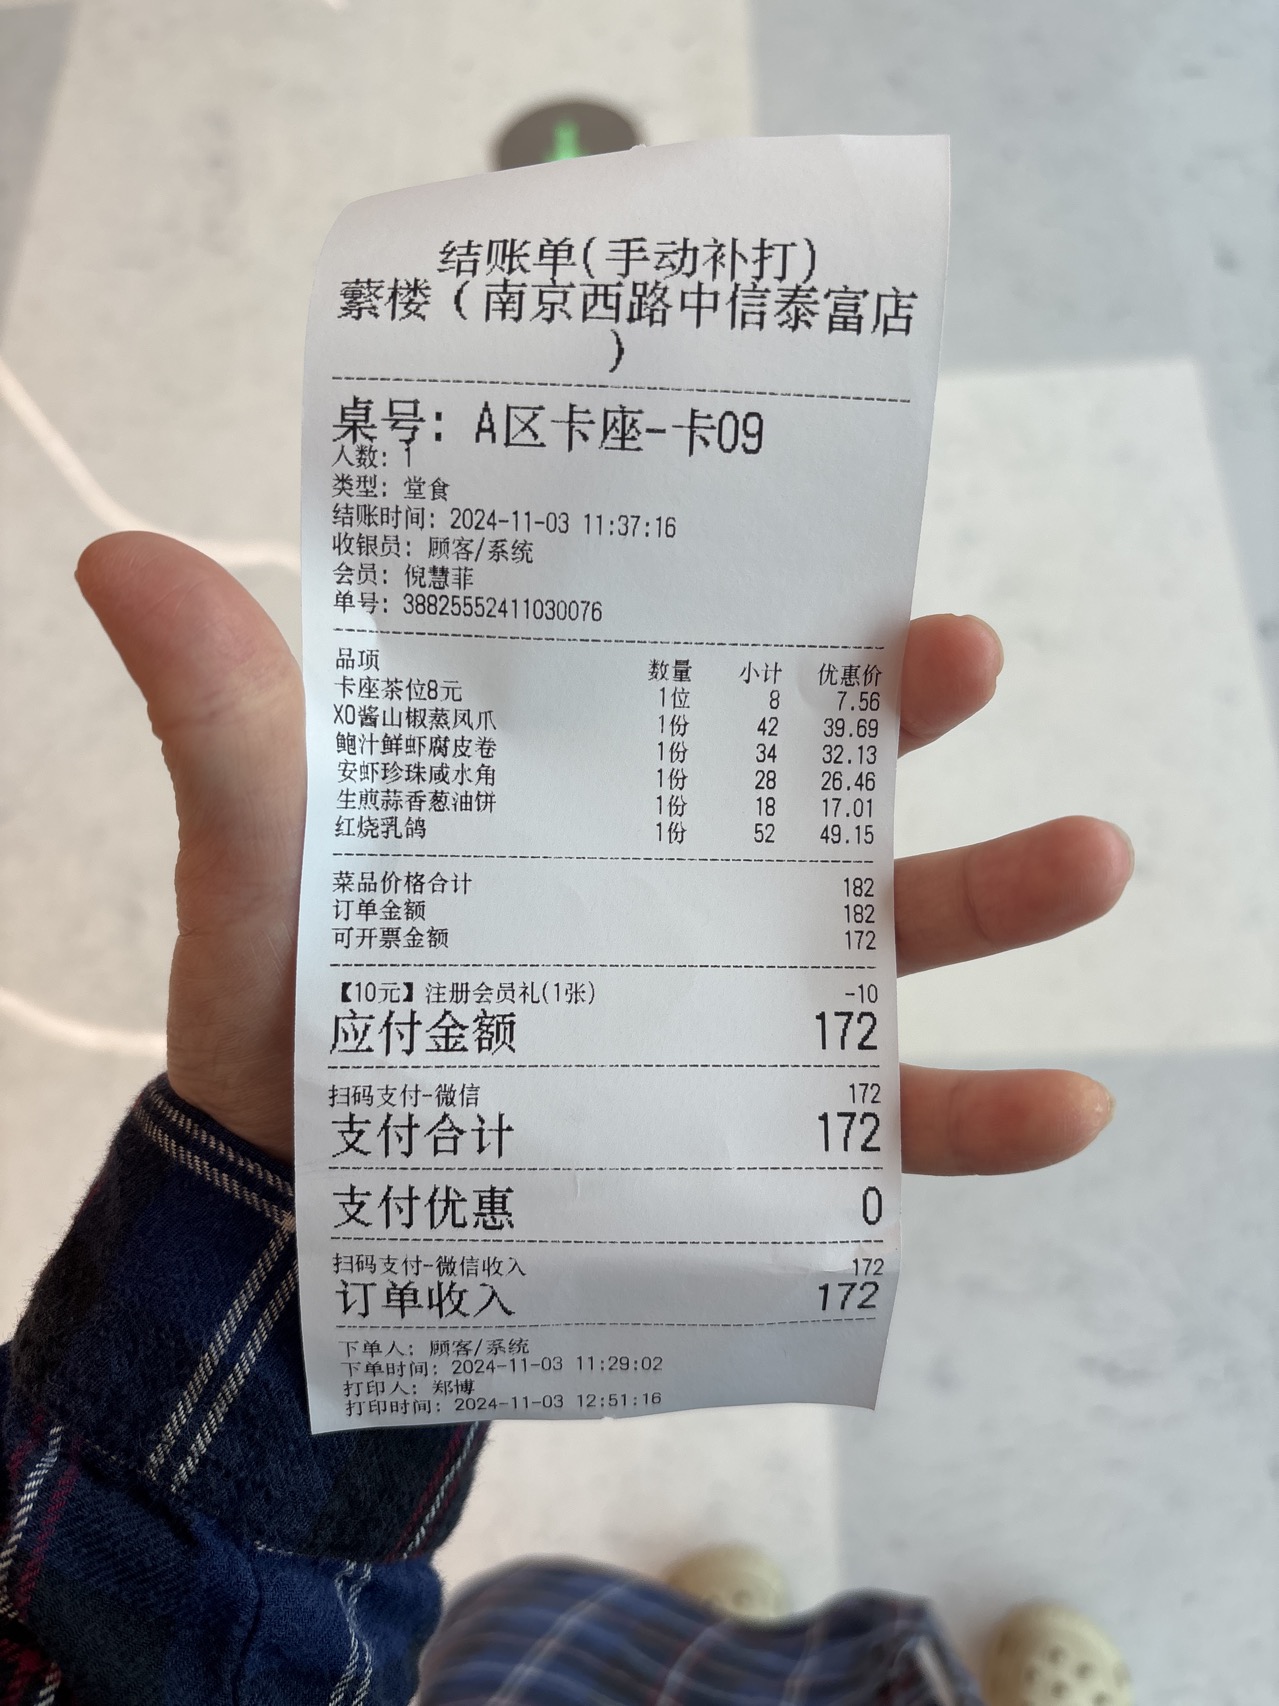 结账单(手动补打)
蘩楼（南京西路中信泰富店
）
桌号: A区卡座-卡09
人数: 1
类型: 堂食
结账时间: 2024-11-03 11:37:16
收银员: 顾客/系统
会员: 倪慧菲
单号: 38825552411030076
品项 数量 小计 优惠价
卡座茶位8元 1位 8 7.56
XO酱山椒蒸凤爪 1份 42 39.69
鲍汁鲜虾腐皮卷 1份 34 32.13
安虾珍珠咸水角 1份 28 26.46
生煎蒜香葱油饼 1份 18 17.01
红烧乳鸽 1份 52 49.15
菜品价格合计 182
订单金额 182
可开票金额 172
【10元】注册会员礼(1张) -10
应付金额 172
扫码支付-微信 172
支付合计 172
支付优惠 0
扫码支付-微信收入 172
订单收入 172
下单人: 顾客/系统
下单时间: 2024-11-03 11:29:02
打印人: 郑博
打印时间: 2024-11-03 12:51:16